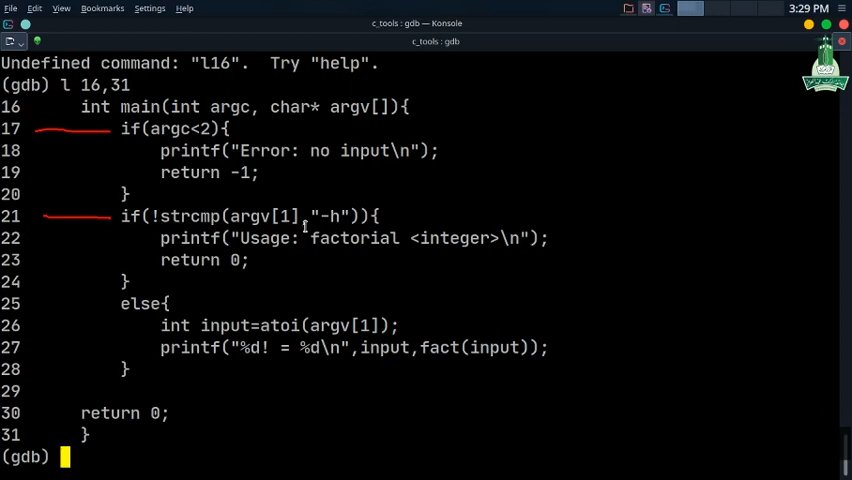 File Edit View Bookmarks Settings Help 3:29 PM
c_tools : gdb — Konsole
c_tools : gdb
Undefined command: "l16".  Try "help".
(gdb) l 16,31
16      int main(int argc, char* argv[]){
17          if(argc<2){
18              printf("Error: no input\n");
19              return -1;
20          }
21          if(!strcmp(argv[1],"-h")){
22              printf("Usage: factorial <integer>\n");
23              return 0;
24          }
25          else{
26              int input=atoi(argv[1]);
27              printf("%d! = %d\n",input,fact(input));
28          }
29
30      return 0;
31      }
(gdb)